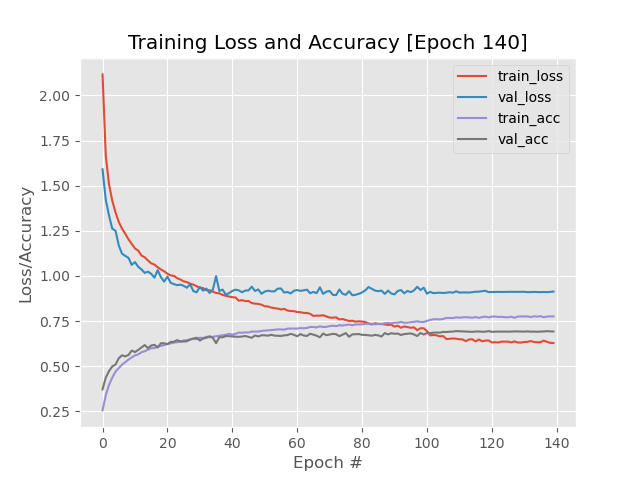 Training Loss and Accuracy [Epoch 140]
train_loss
val_loss
train_acc
val_acc
2.00
1.75
1.50
1.25
1.00
0.75
0.50
0.25
Loss/Accuracy
0 20 40 60 80 100 120 140
Epoch #